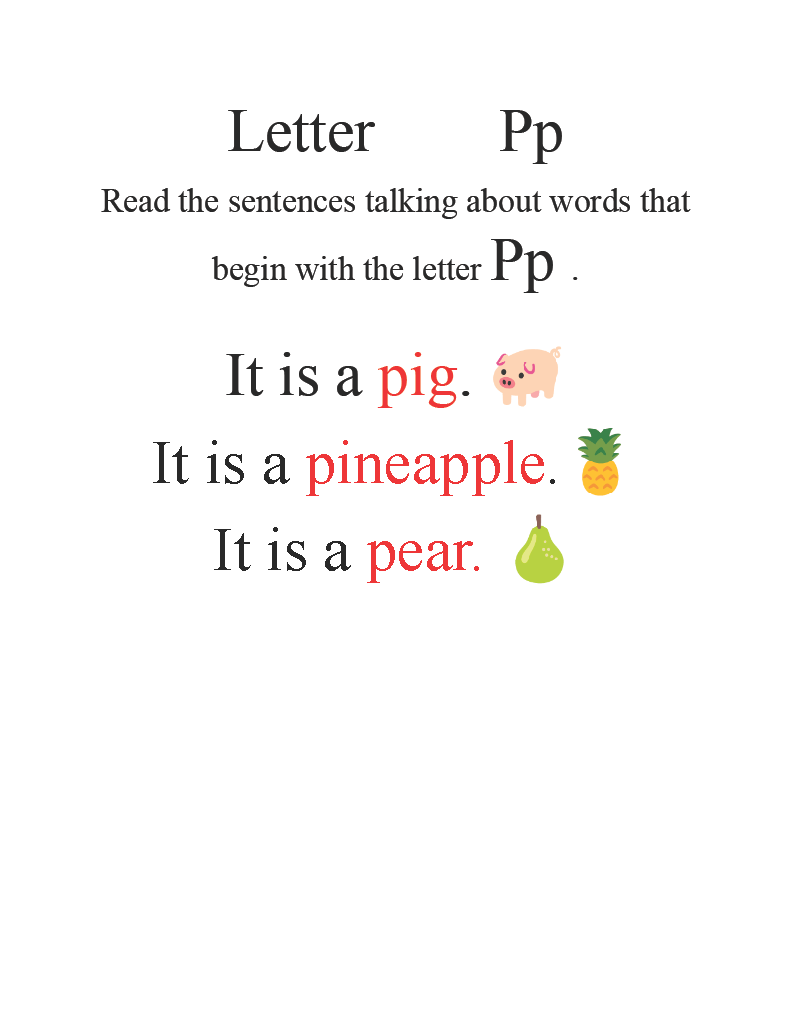 Letter Pp
Read the sentences talking about words that
begin with the letter Pp .
It is a pig.
It is a pineapple.
It is a pear.